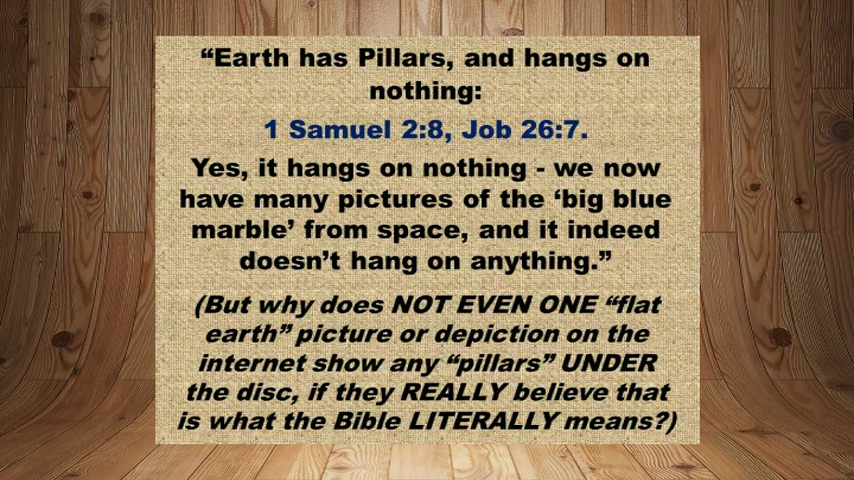 “Earth has Pillars, and hangs on
nothing:
1 Samuel 2:8, Job 26:7.
Yes, it hangs on nothing - we now
have many pictures of the ‘big blue
marble’ from space, and it indeed
doesn’t hang on anything.”
(But why does NOT EVEN ONE “flat
earth” picture or depiction on the
internet show any “pillars” UNDER
the disc, if they REALLY believe that
is what the Bible LITERALLY means?)